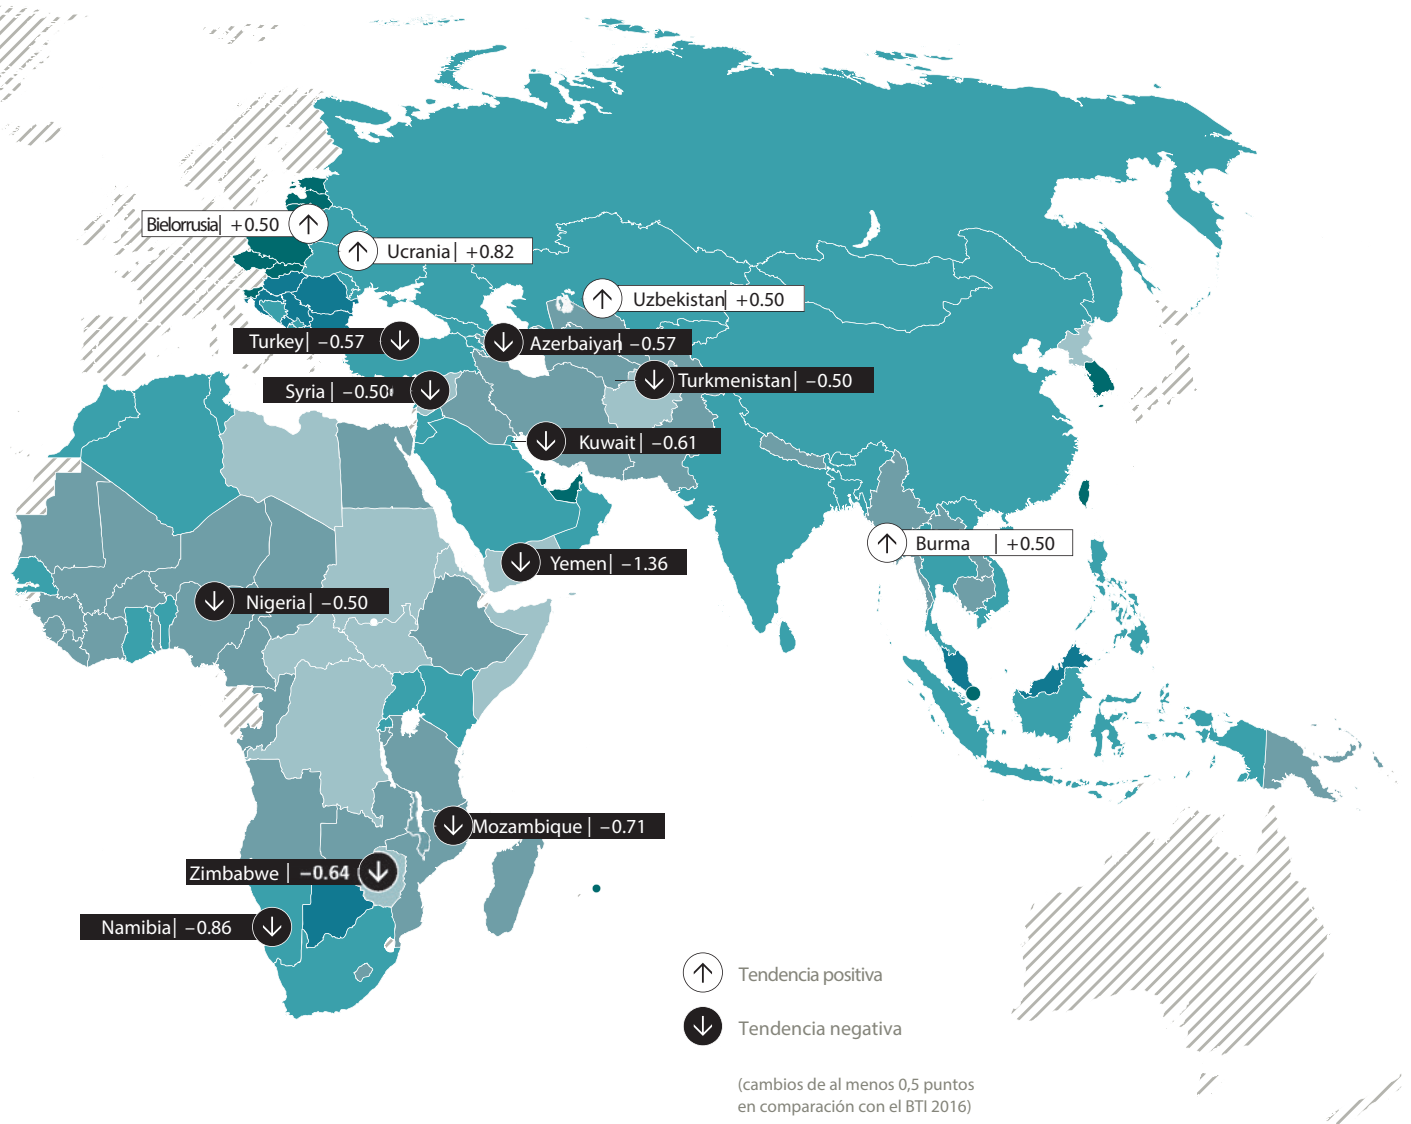 Bielorrusia| +0.50
Ucrania| +0.82
Uzbekistan| +0.50
Turkey| −0.57
Azerbaiyan| −0.57
Turkmenistan| −0.50
Syria| −0.50
Kuwait| −0.61
Burma | +0.50
Yemen| −1.36
Nigeria| −0.50
Mozambique| −0.71
Zimbabwe | −0.64
Namibia| −0.86
Tendencia positiva
Tendencia negativa
(cambios de al menos 0,5 puntos
en comparación con el BTI 2016)